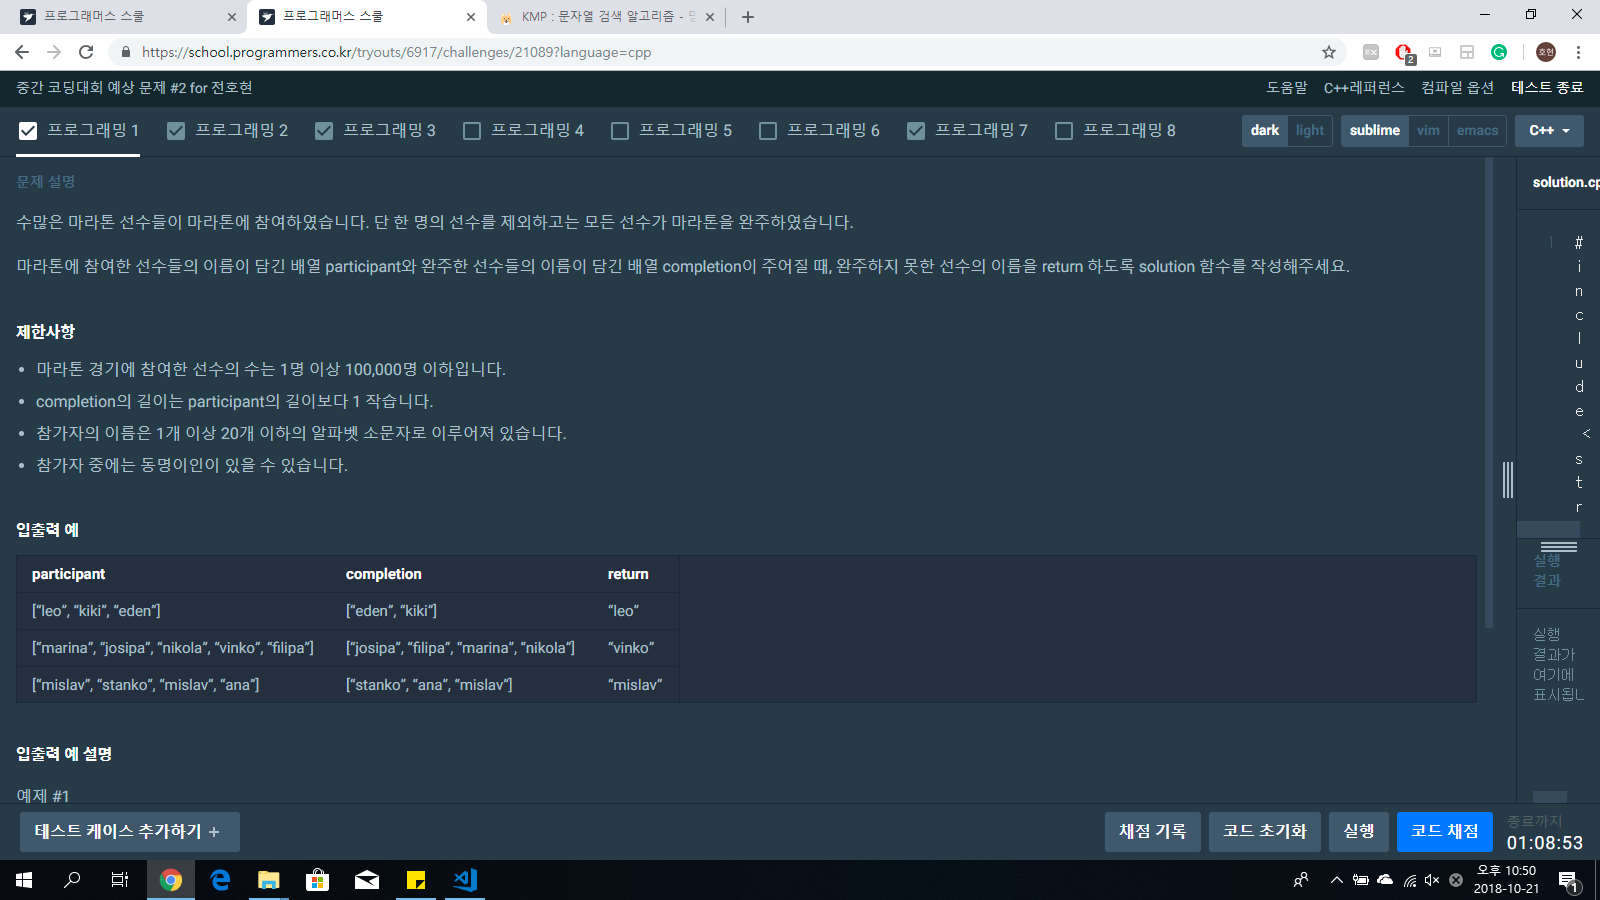 프로그래머스 스쿨
프로그래머스 스쿨
KMP : 문자열 검색 알고리즘 -
https://school.programmers.co.kr/tryouts/6917/challenges/21089?language=cpp
2
호현
중간 코딩대회 예상 문제 #2 for 전호현
도움말 C++레퍼런스 컴파일 옵션 테스트 종료
프로그래밍 1 프로그래밍 2 프로그래밍 3 프로그래밍 4 프로그래밍 5 프로그래밍 6 프로그래밍 7 프로그래밍 8
dark light sublime vim emacs C++
문제 설명
solution.cp
수많은 마라톤 선수들이 마라톤에 참여하였습니다. 단 한 명의 선수를 제외하고는 모든 선수가 마라톤을 완주하였습니다.
마라톤에 참여한 선수들의 이름이 담긴 배열 participant와 완주한 선수들의 이름이 담긴 배열 completion이 주어질 때, 완주하지 못한 선수의 이름을 return 하도록 solution 함수를 작성해주세요.
제한사항
• 마라톤 경기에 참여한 선수의 수는 1명 이상 100,000명 이하입니다.
• completion의 길이는 participant의 길이보다 1 작습니다.
• 참가자의 이름은 1개 이상 20개 이하의 알파벳 소문자로 이루어져 있습니다.
• 참가자 중에는 동명이인이 있을 수 있습니다.
입출력 예
participant completion return
[“leo”, “kiki”, “eden”] [“eden”, “kiki”] “leo”
[“marina”, “josipa”, “nikola”, “vinko”, “filipa”] [“josipa”, “filipa”, “marina”, “nikola”] “vinko”
[“mislav”, “stanko”, “mislav”, “ana”] [“stanko”, “ana”, “mislav”] “mislav”
입출력 예 설명
예제 #1
1 #
i
n
c
l
u
d
e
<
s
t
r
실행
결과
실행
결과가
여기에
표시됩니
테스트 케이스 추가하기 +
채점 기록 코드 초기화 실행 코드 채점
종료까지
01:08:53
오후 10:50
2018-10-21
1